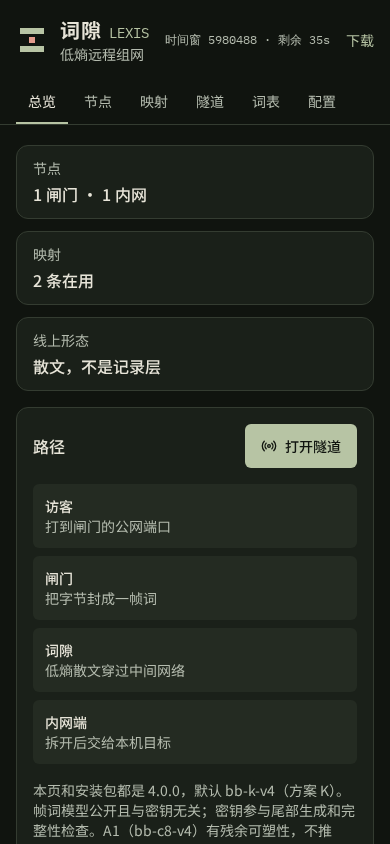 词隙 LEXIS
低熵远程组网
时间窗 5980488 · 剩余 35s
下载
总览 节点 映射 隧道 词表 配置
节点
1 闸门 · 1 内网
映射
2 条在用
线上形态
散文，不是记录层
路径
打开隧道
访客
打到闸门的公网端口
闸门
把字节封成一帧词
词隙
低熵散文穿过中间网络
内网端
拆开后交给本机目标
本页和安装包都是 4.0.0，默认 bb-k-v4（方案 K）。
帧词模型公开且与密钥无关；密钥参与尾部生成和完
整性检查。A1（bb-c8-v4）有残余可塑性，不推